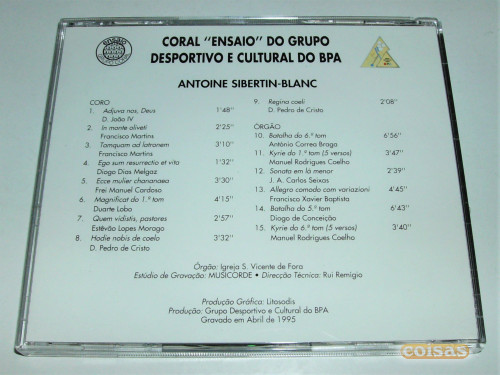 CORAL "ENSAIO" DO GRUPO
DESPORTIVO E CULTURAL DO BPA
ENSAIO
ANTOINE SIBERTIN-BLANC
CORO
1. Adjuva nos, Deus 1'48''
D. João IV
2. In monte oliveti 2'25''
Francisco Martins
3. Tamquam ad latronem 3'10''
Francisco Martins
4. Ego sum resurrectio et vita 1'32''
Diogo Dias Melgaz
5. Ecce mulier chananaea 3'30''
Frei Manuel Cardoso
6. Magnificat do 1.º tom 4'15''
Duarte Lobo
7. Quem vidistis, pastores 2'57''
Estêvão Lopes Morago
8. Hodie nobis de coelo 3'32''
D. Pedro de Cristo
9. Regina coeli 2'08''
D. Pedro de Cristo
ÓRGÃO
10. Batalha do 6.º tom 6'56''
António Correa Braga
11. Kyrie do 1.º tom (5 versos) 3'47''
Manuel Rodrigues Coelho
12. Sonata em lá menor 2'39''
J. A. Carlos Seixas
13. Allegro comodo com variazioni 4'45''
Francisco Xavier Baptista
14. Batalha do 5.º tom 6'43''
Diogo de Conceição
15. Kyrie do 6.º tom (5 versos) 3'40''
Manuel Rodrigues Coelho
Órgão: Igreja S. Vicente de Fora
Estúdio de Gravação: MUSICORDE • Direcção Técnica: Rui Remígio
Produção Gráfica: Litosodis
Produção: Grupo Desportivo e Cultural do BPA
Gravado em Abril de 1995
coisas